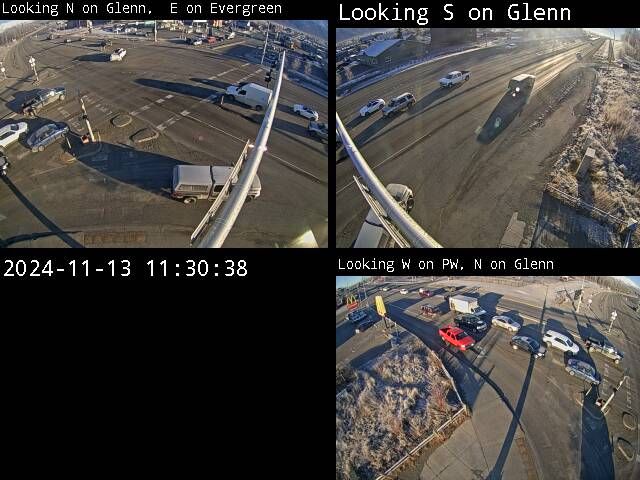 Looking N on Glenn,  E on Evergreen
Looking S on Glenn
2024-11-13 11:30:38
Looking W on PW, N on Glenn